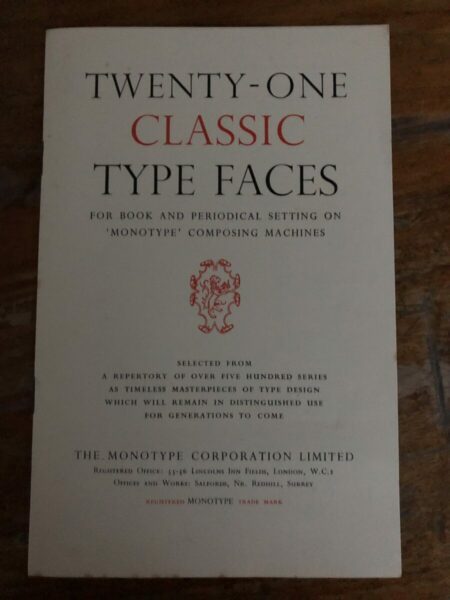 TWENTY-ONE
CLASSIC
TYPE FACES
FOR BOOK AND PERIODICAL SETTING ON
'MONOTYPE' COMPOSING MACHINES
SELECTED FROM
A REPERTORY OF OVER FIVE HUNDRED SERIES
AS TIMELESS MASTERPIECES OF TYPE DESIGN
WHICH WILL REMAIN IN DISTINGUISHED USE
FOR GENERATIONS TO COME
THE MONOTYPE CORPORATION LIMITED
REGISTERED OFFICE: 55-56 LINCOLNS INN FIELDS, LONDON, W.C.2
OFFICES AND WORKS: SALFORDS, NR. REDHILL, SURREY
REGISTERED MONOTYPE TRADE MARK